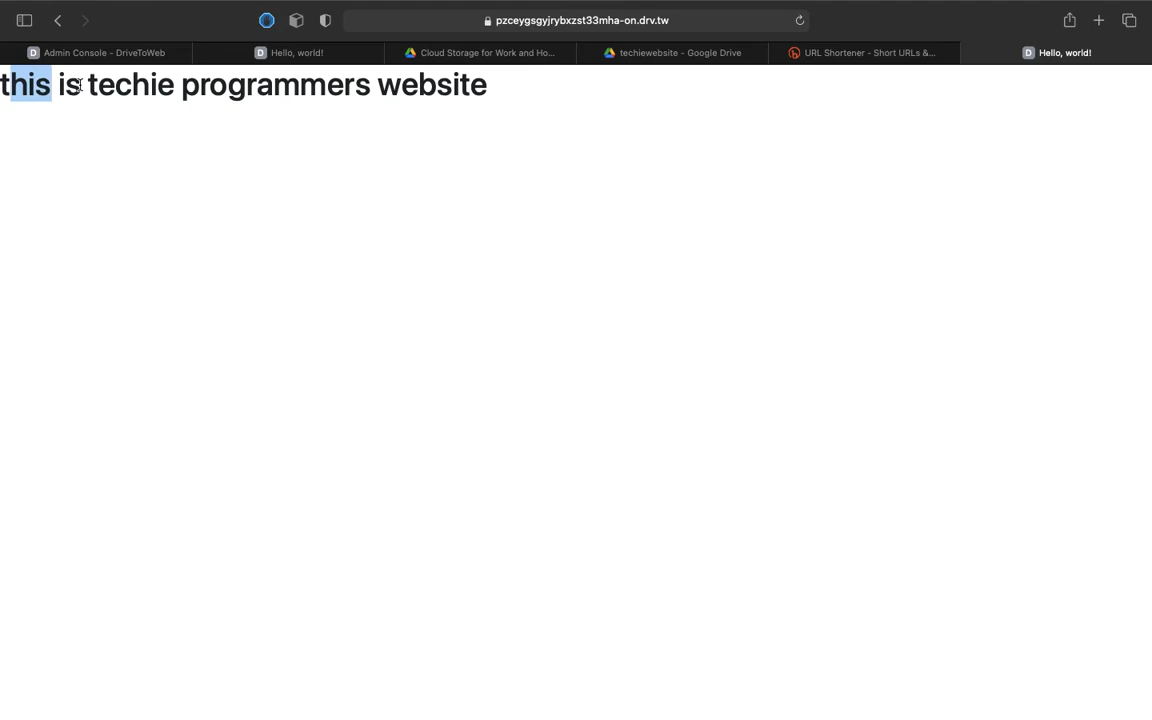 pzceygsgyjrybxzst33mha-on.drv.tw
Admin Console - DriveToWeb
Hello, world!
Cloud Storage for Work and Ho...
techiewebsite - Google Drive
URL Shortener - Short URLs &...
Hello, world!
this is techie programmers website